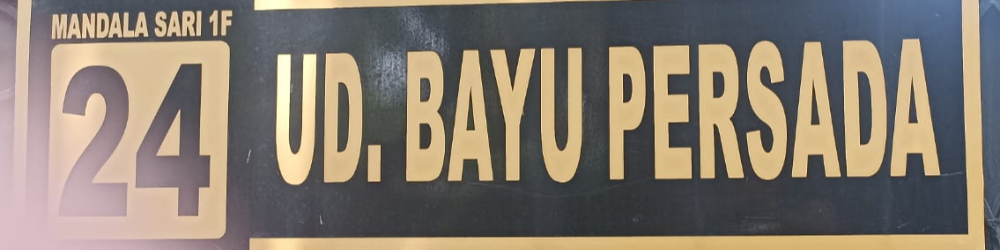 MANDALA SARI 1F
24
UD. BAYU PERSADA